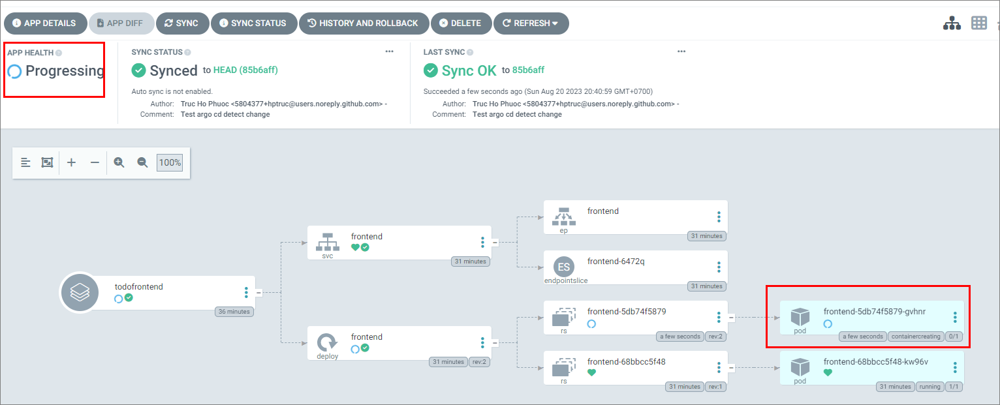 APP DETAILS APP DIFF SYNC SYNC STATUS HISTORY AND ROLLBACK DELETE REFRESH
APP HEALTH
Progressing
SYNC STATUS
Synced to HEAD (85b6aff)
Auto sync is not enabled.
Author: Truc Ho Phuoc <5804377+hptruc@users.noreply.github.com> -
Comment: Test argo cd detect change
LAST SYNC
Sync OK to 85b6aff
Succeeded a few seconds ago (Sun Aug 20 2023 20:40:59 GMT+0700)
Author: Truc Ho Phuoc <5804377+hptruc@users.noreply.github.com> -
Comment: Test argo cd detect change
100%
todofrontend
36 minutes
frontend
svc
31 minutes
frontend
deploy
31 minutes rev:2
frontend
ep
31 minutes
ES
frontend-6472q
endpointslice
31 minutes
frontend-5db74f5879
rs
a few seconds rev:2
frontend-68bbcc5f48
rs
31 minutes rev:1
frontend-5db74f5879-gvhnr
pod
a few seconds containercreating 0/1
frontend-68bbcc5f48-kw96v
pod
31 minutes running 1/1